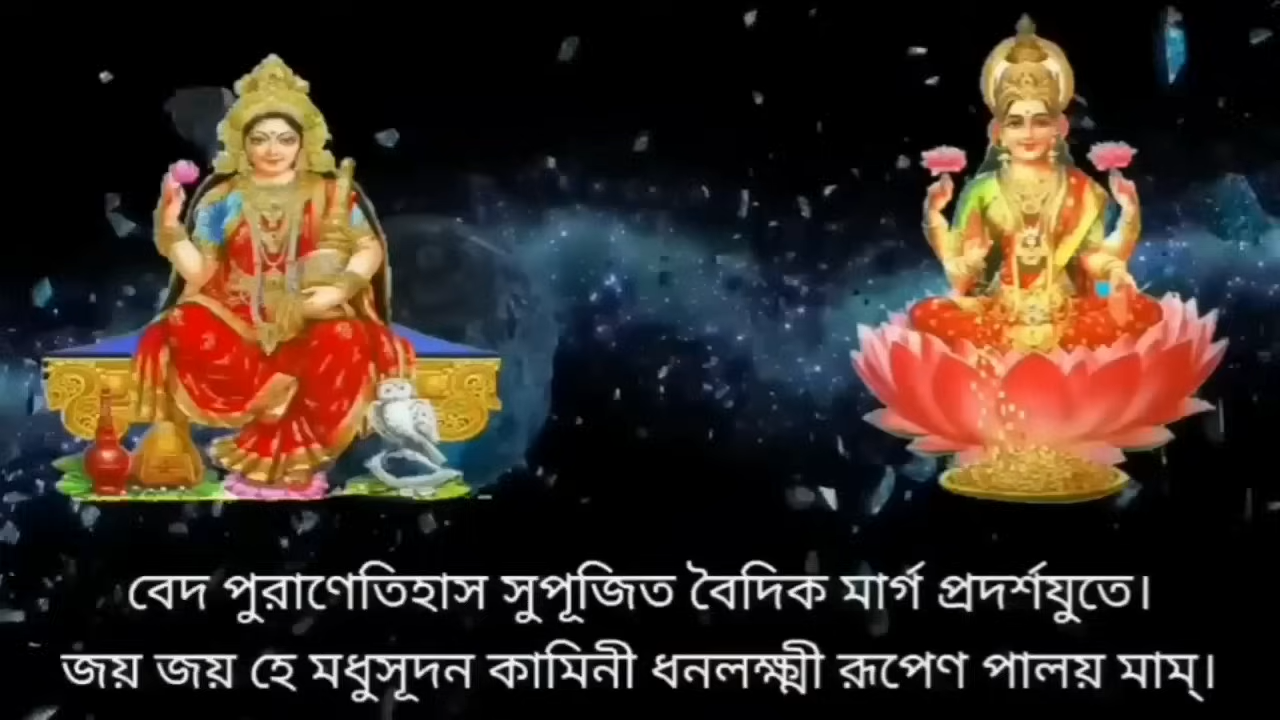 বেদ পুরাণেতিহাস সুপূজিত বৈদিক মার্গ প্রদর্শযুতে।
জয় জয় হে মধুসূদন কামিনী ধনলক্ষ্মী রূপেণ পালয় মাম্।